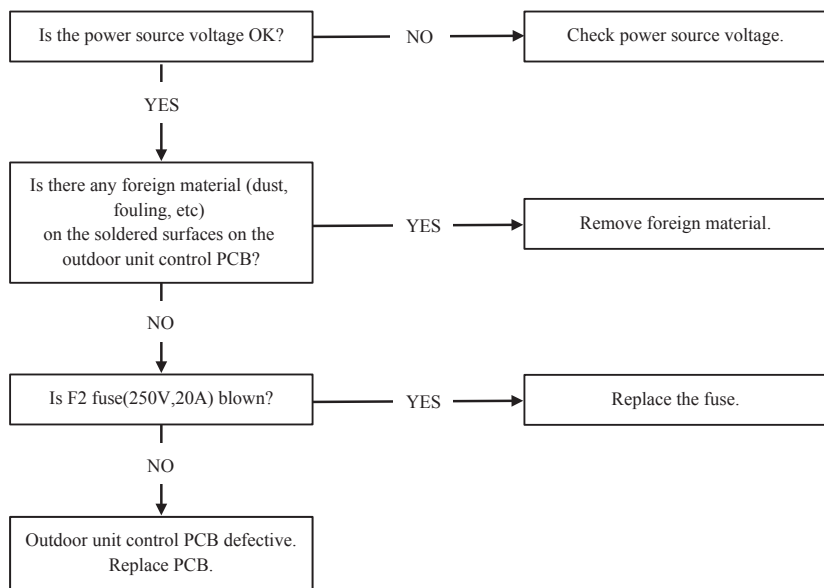 Is the power source voltage OK?
NO
Check power source voltage.
YES
Is there any foreign material (dust,
fouling, etc)
on the soldered surfaces on the
outdoor unit control PCB?
YES
Remove foreign material.
NO
Is F2 fuse(250V,20A) blown?
YES
Replace the fuse.
NO
Outdoor unit control PCB defective.
Replace PCB.